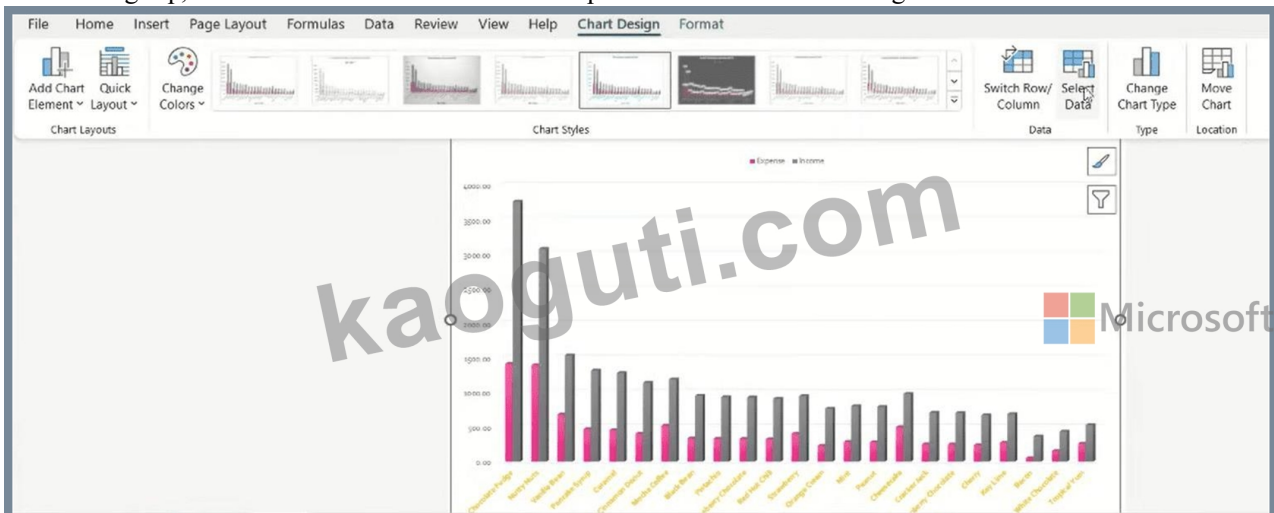 File Home Insert Page Layout Formulas Data Review View Help Chart Design Format
Add Chart Element Quick Layout Change Colors Switch Row/ Column Select Data Change Chart Type Move Chart
Chart Layouts Chart Styles Data Type Location
Expense Income
4000.00
3500.00
3000.00
2000.00
1500.00
1000.00
500.00
0.00
kaoguti.com
Microsoft
Chocolate Fudge
Nutty Nuts
Vanilla Bean
Pancake Syrup
Caramel
Mocha Coffee
Black Bean
Pistachio
Red Hot Chili
Strawberry
Orange Cream
Mint
Peanut
Cheesecake
Cracker Jack
Cherry
Key Lime
White Chocolate